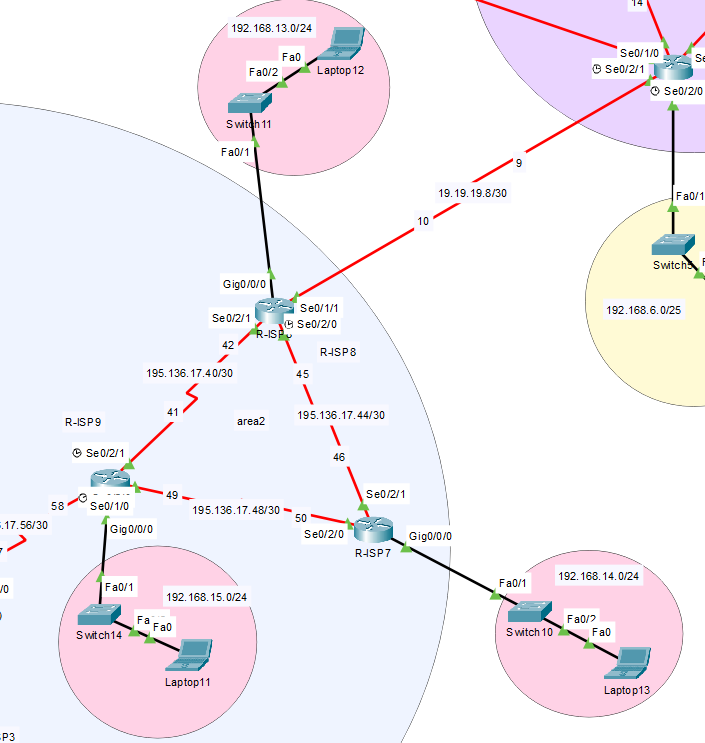 14
192.168.13.0/24
Fa0
Laptop12
Fa0/2
Switch11
Fa0/1
Se0/1/0
Se0/2/1
Se0/2/0
9
19.19.19.8/30
10
Fa0/1
Switch5
192.168.6.0/25
Gig0/0/0
Se0/1/1
Se0/2/1
Se0/2/0
R-ISP8
42
45
195.136.17.40/30
41
195.136.17.44/30
area2
R-ISP9
Se0/2/1
46
58
Se0/1/0
49
195.136.17.48/30
50
Se0/2/1
Se0/2/0
R-ISP7
Gig0/0/0
Gig0/0/0
Fa0/1
192.168.15.0/24
Switch14
Fa0
Laptop11
Fa0/1
192.168.14.0/24
Switch10
Fa0/2
Fa0
Laptop13